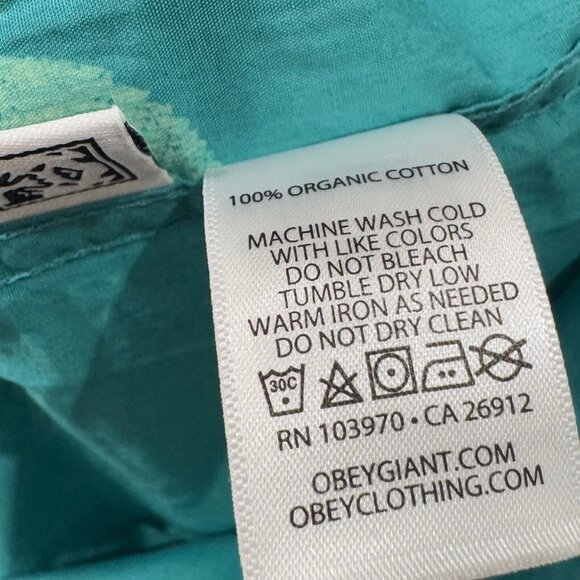 100% ORGANIC COTTON
MACHINE WASH COLD
WITH LIKE COLORS
DO NOT BLEACH
TUMBLE DRY LOW
WARM IRON AS NEEDED
DO NOT DRY CLEAN
30C
RN 103970 • CA 26912
OBEYGIANT.COM
OBEYCLOTHING.COM